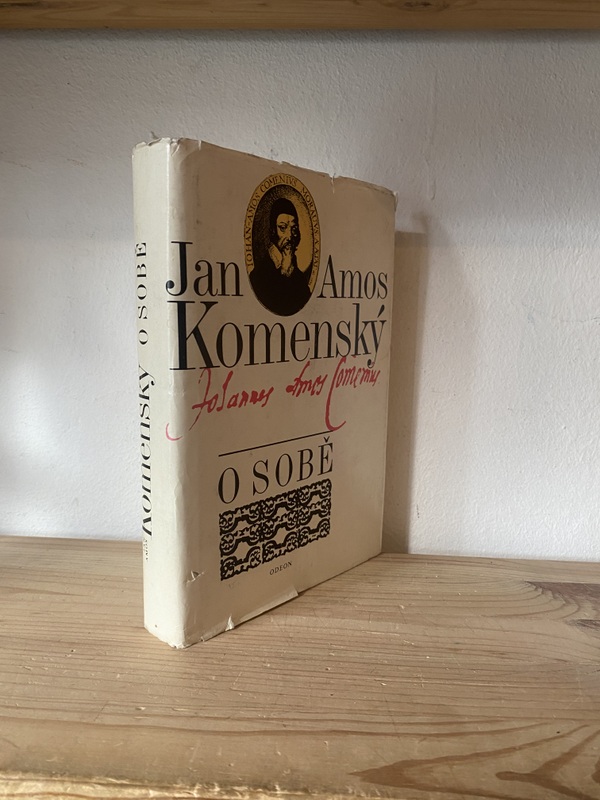 JOHAN-AMOS COMENIVS, MORAVVS
Jan Amos
Komenský
Johannes Amos Comenius
O SOBĚ
ODEON
Komenský O SOBĚ